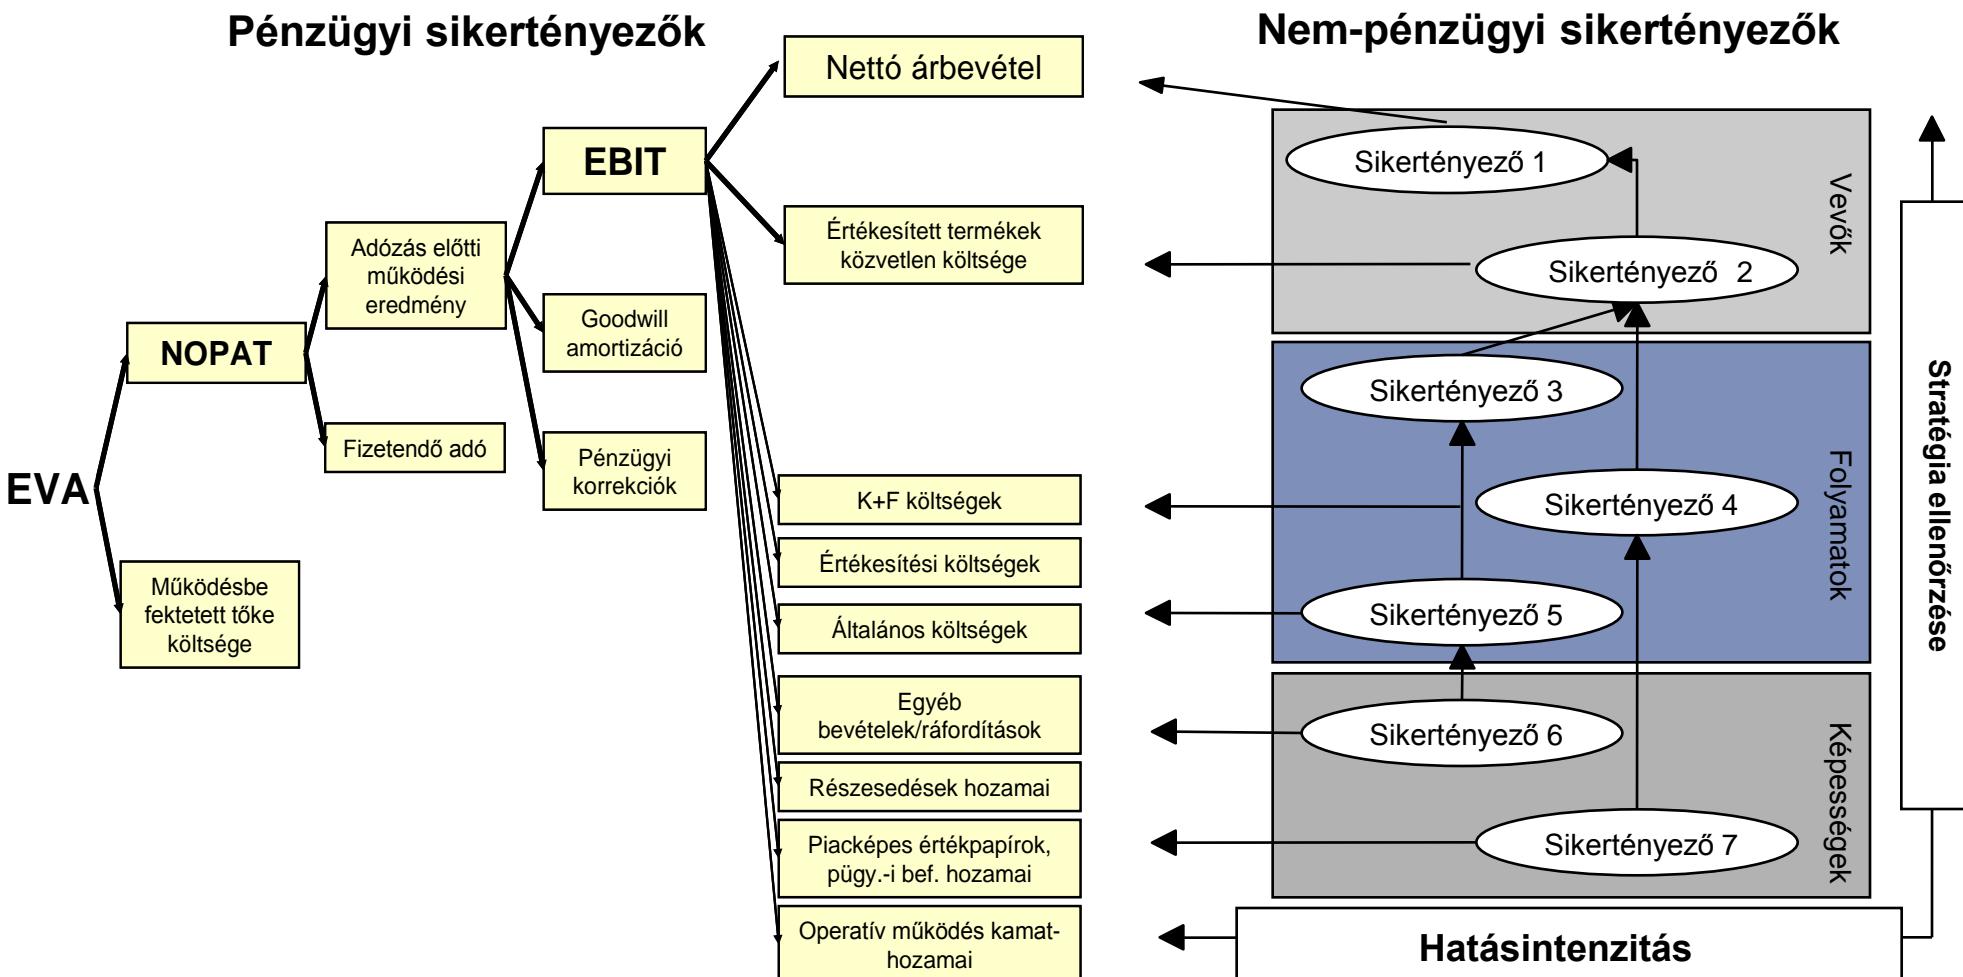 Pénzügyi sikertényezők
Nem-pénzügyi sikertényezők
EVA
NOPAT
Működésbe
fektetett tőke
költsége
Adózás előtti
működési
eredmény
Fizetendő adó
EBIT
Goodwill
amortizáció
Pénzügyi
korrekciók
Nettó árbevétel
Értékesített termékek
közvetlen költsége
K+F költségek
Értékesítési költségek
Általános költségek
Egyéb
bevételek/ráfordítások
Részesedések hozamai
Piacképes értékpapírok,
pügy.-i bef. hozamai
Operatív működés kamat-
hozamai
Sikertényező 1
Sikertényező 2
Vevők
Sikertényező 3
Sikertényező 4
Sikertényező 5
Folyamatok
Sikertényező 6
Sikertényező 7
Képességek
Stratégia ellenőrzése
Hatásintenzitás